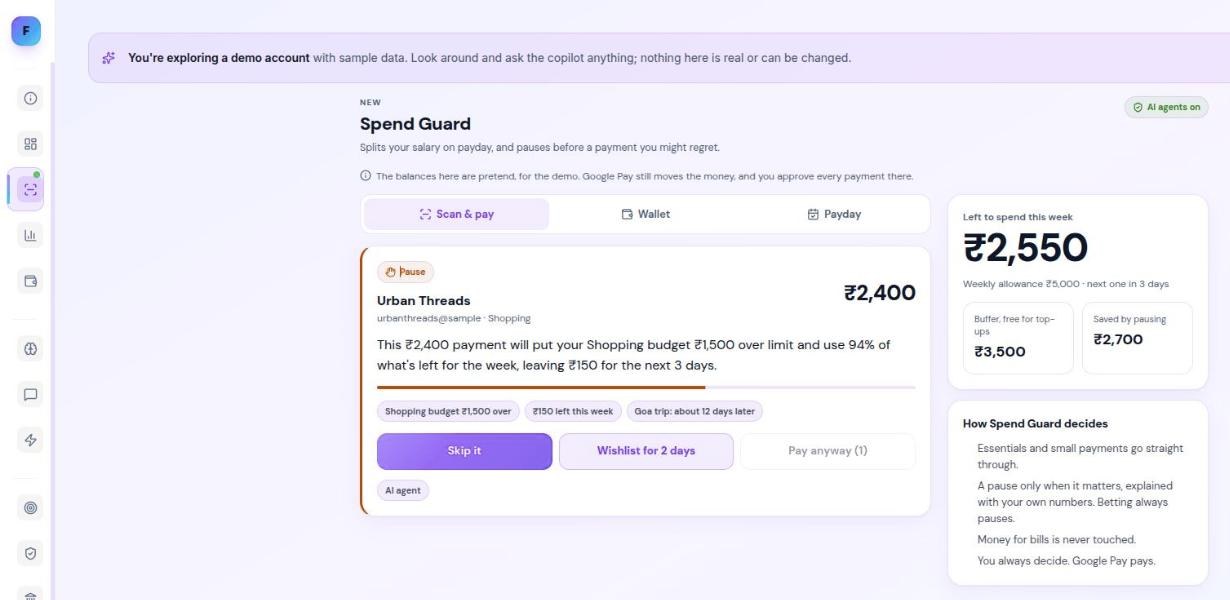 F
You're exploring a demo account with sample data. Look around and ask the copilot anything; nothing here is real or can be changed.
NEW
Spend Guard
Splits your salary on payday, and pauses before a payment you might regret.
AI agents on
The balances here are pretend, for the demo. Google Pay still moves the money, and you approve every payment there.
Scan & pay
Wallet
Payday
Pause
Urban Threads
urbanthreads@sample · Shopping
₹2,400
This ₹2,400 payment will put your Shopping budget ₹1,500 over limit and use 94% of
what's left for the week, leaving ₹150 for the next 3 days.
Shopping budget ₹1,500 over
₹150 left this week
Goa trip: about 12 days later
Skip it
Wishlist for 2 days
Pay anyway (1)
AI agent
Left to spend this week
₹2,550
Weekly allowance ₹5,000 · next one in 3 days
Buffer, free for top-
ups
₹3,500
Saved by pausing
₹2,700
How Spend Guard decides
Essentials and small payments go straight
through.
A pause only when it matters, explained
with your own numbers. Betting always
pauses.
Money for bills is never touched.
You always decide. Google Pay pays.